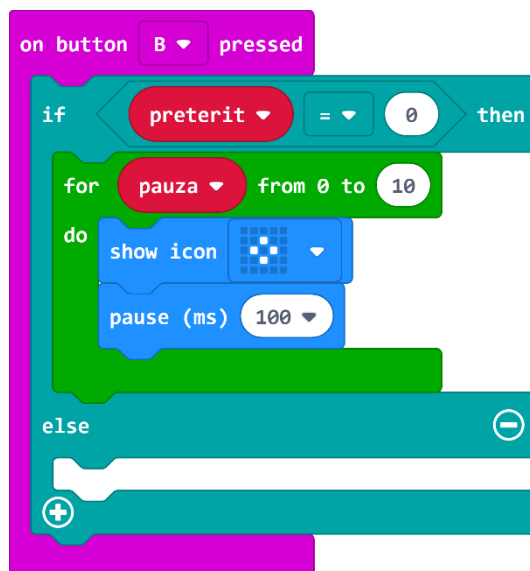 on button B pressed
if preterit = 0 then
for pauza from 0 to 10
do
show icon
pause (ms) 100
else